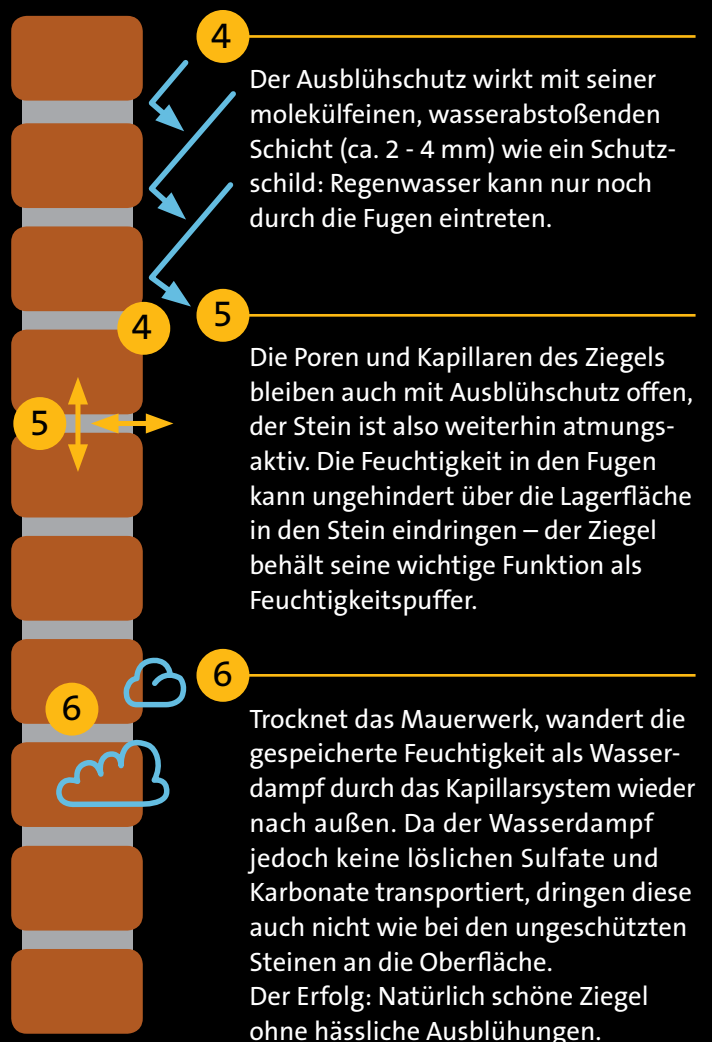 4
Der Ausblühschutz wirkt mit seiner
molekülfeinen, wasserabstoßenden
Schicht (ca. 2 - 4 mm) wie ein Schutz-
schild: Regenwasser kann nur noch
durch die Fugen eintreten.
4
5
Die Poren und Kapillaren des Ziegels
bleiben auch mit Ausblühschutz offen,
der Stein ist also weiterhin atmungs-
aktiv. Die Feuchtigkeit in den Fugen
kann ungehindert über die Lagerfläche
in den Stein eindringen – der Ziegel
behält seine wichtige Funktion als
Feuchtigkeitspuffer.
5
6
Trocknet das Mauerwerk, wandert die
gespeicherte Feuchtigkeit als Wasser-
dampf durch das Kapillarsystem wieder
nach außen. Da der Wasserdampf
jedoch keine löslichen Sulfate und
Karbonate transportiert, dringen diese
auch nicht wie bei den ungeschützten
Steinen an die Oberfläche.
Der Erfolg: Natürlich schöne Ziegel
ohne hässliche Ausblühungen.
6